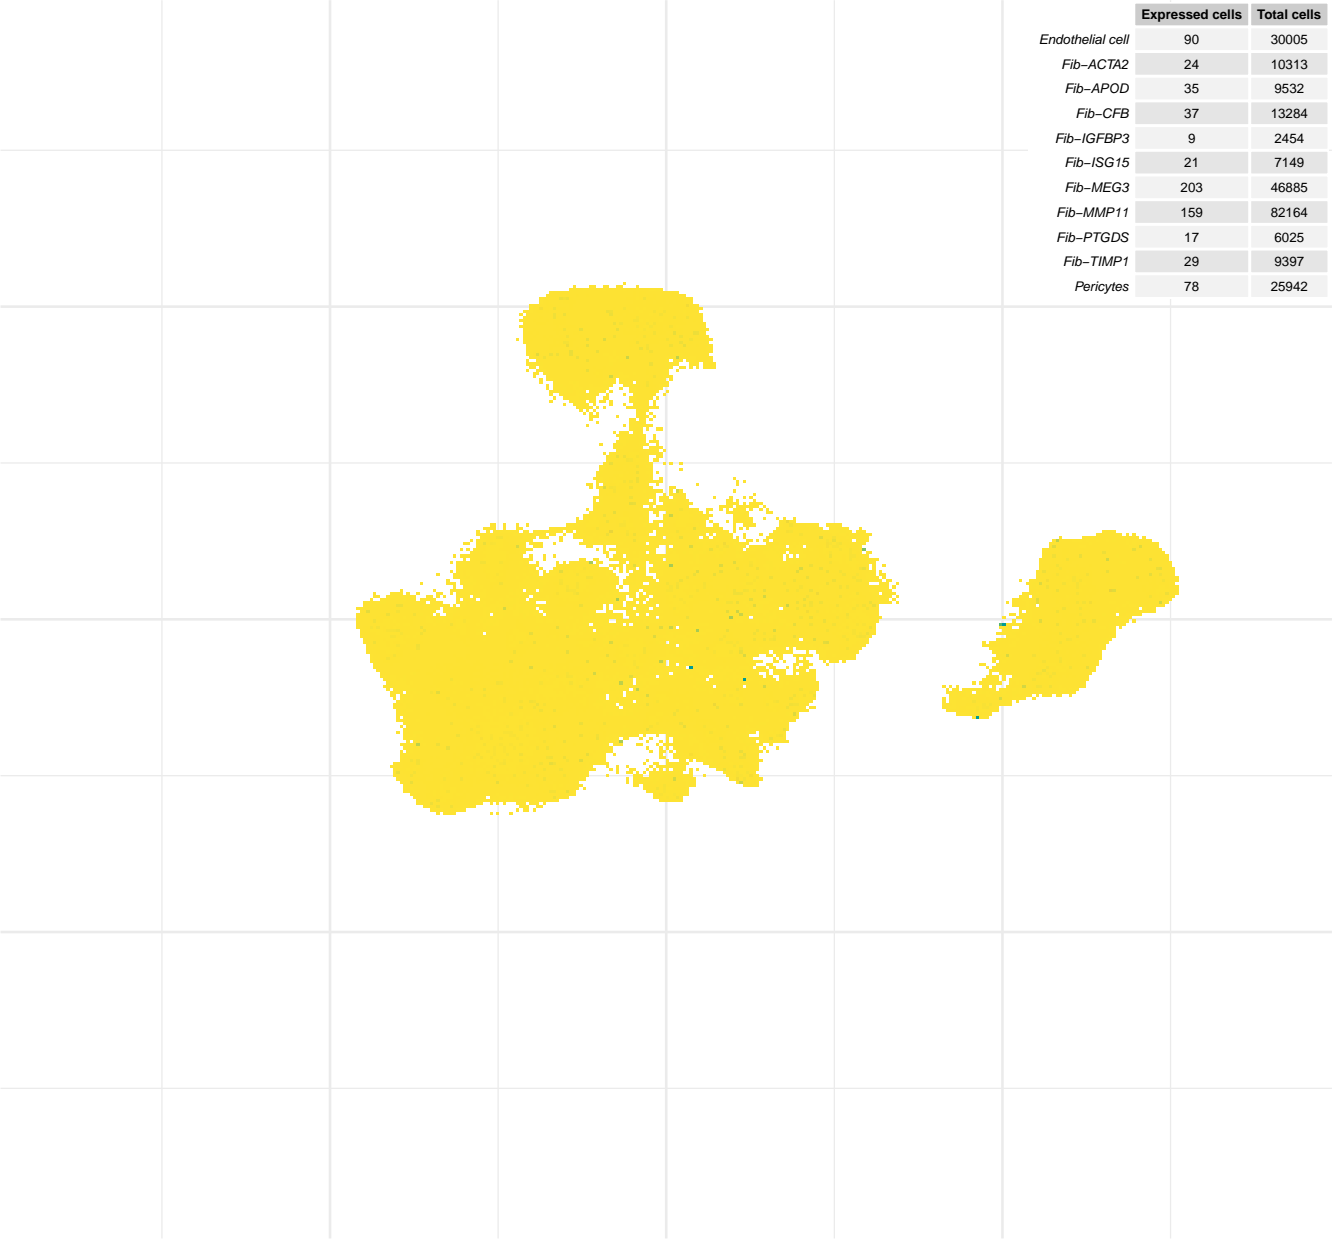 Expressed cells Total cells
Endothelial cell 90 30005
Fib−ACTA2 24 10313
Fib−APOD 35 9532
Fib−CFB 37 13284
Fib−IGFBP3 9 2454
Fib−ISG15 21 7149
Fib−MEG3 203 46885
Fib−MMP11 159 82164
Fib−PTGDS 17 6025
Fib−TIMP1 29 9397
Pericytes 78 25942